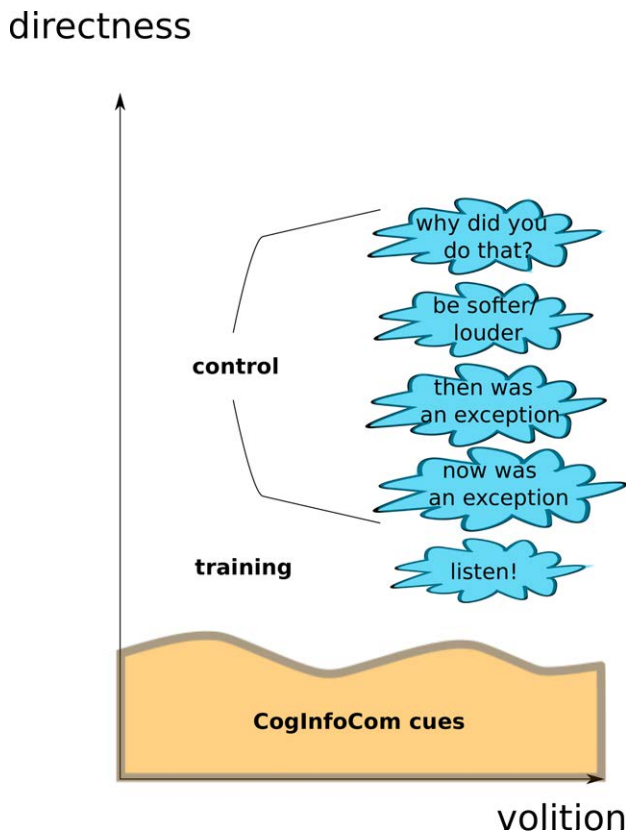 directness
why did you
do that?
be softer/
louder
control
then was
an exception
now was
an exception
training
listen!
CogInfoCom cues
volition